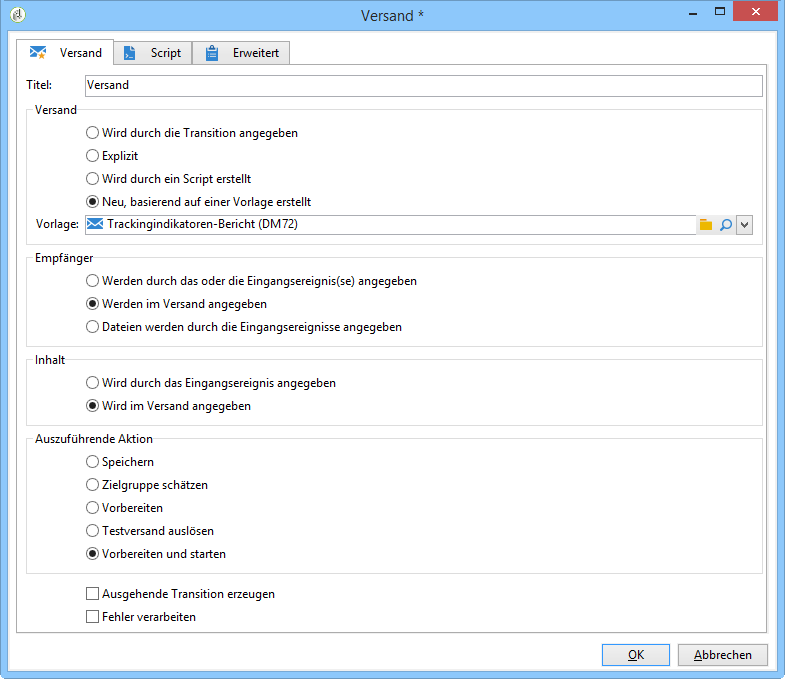 Versand *
Versand Script Erweitert
Titel: Versand
Versand
Wird durch die Transition angegeben
Explizit
Wird durch ein Script erstellt
Neu, basierend auf einer Vorlage erstellt
Vorlage: Trackingindikatoren-Bericht (DM72)
Empfänger
Werden durch das oder die Eingangsereignis(se) angegeben
Werden im Versand angegeben
Dateien werden durch die Eingangsereignisse angegeben
Inhalt
Wird durch das Eingangsereignis angegeben
Wird im Versand angegeben
Auszuführende Aktion
Speichern
Zielgruppe schätzen
Vorbereiten
Testversand auslösen
Vorbereiten und starten
Ausgehende Transition erzeugen
Fehler verarbeiten
OK Abbrechen